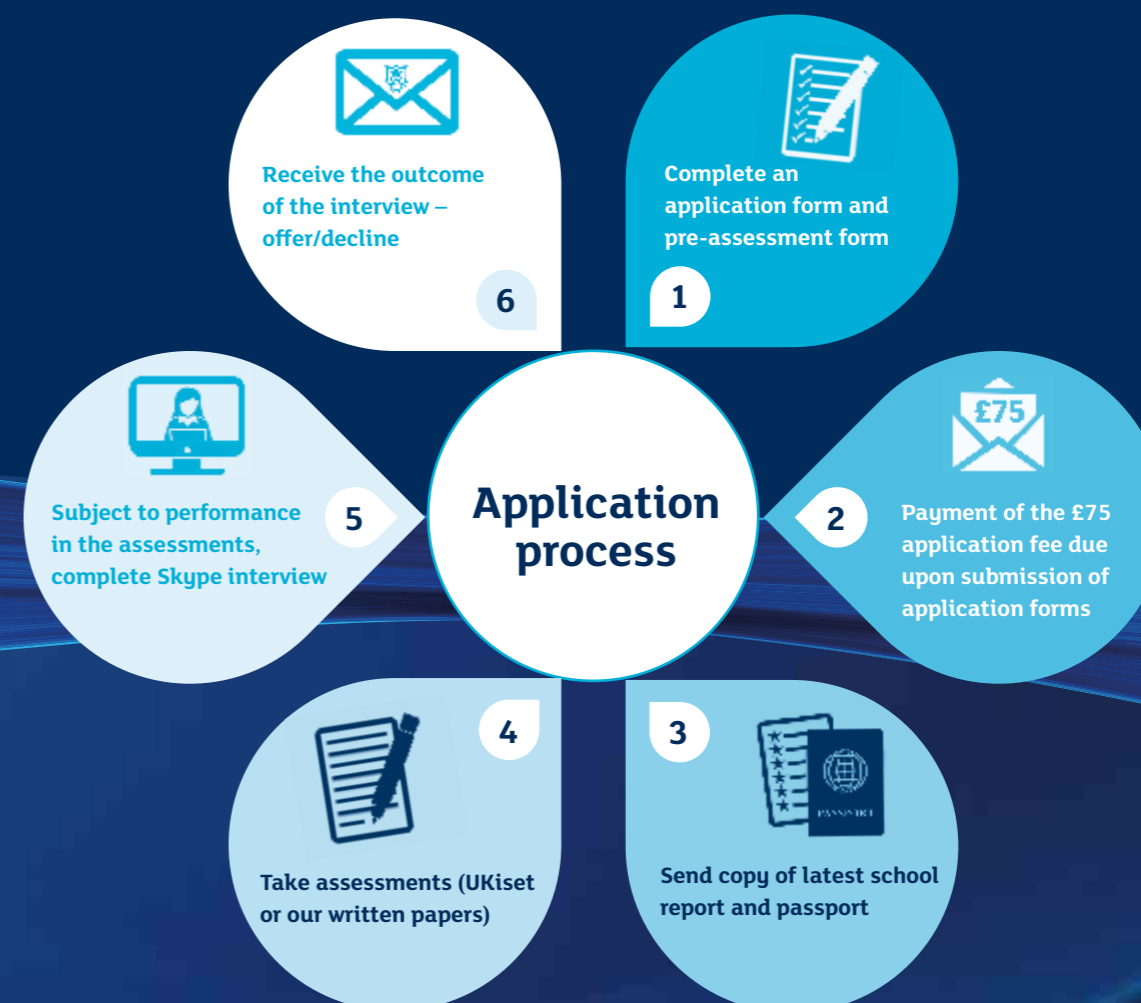 Application
process
Complete an
application form and
pre-assessment form
1
£75
2
Payment of the £75
application fee due
upon submission of
application forms
3
PASSPORT
Send copy of latest school
report and passport
4
Take assessments (UKiset
or our written papers)
5
Subject to performance
in the assessments,
complete Skype interview
Receive the outcome
of the interview –
offer/decline
6